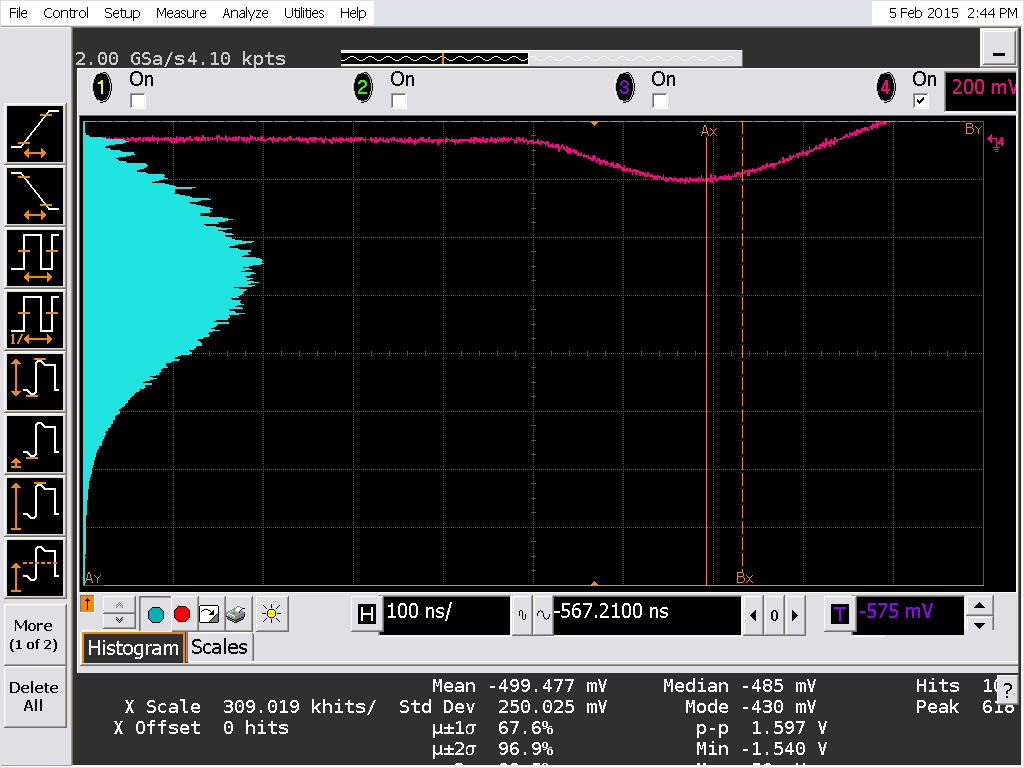 File Control Setup Measure Analyze Utilities Help 5 Feb 2015 2:44 PM
2.00 GSa/s 4.10 kpts
1 On 2 On 3 On 4 On 200 mV
Ax By
4
Ay Bx
1/
More
(1 of 2)
Delete
All
H 100 ns/ -567.2100 ns 0 T -575 mV
Histogram Scales
?
Mean -499.477 mV Median -485 mV Hits
X Scale 309.019 khits/ Std Dev 250.025 mV Mode -430 mV Peak
X Offset 0 hits μ±1σ 67.6% p-p 1.597 V
μ±2σ 96.9% Min -1.540 V